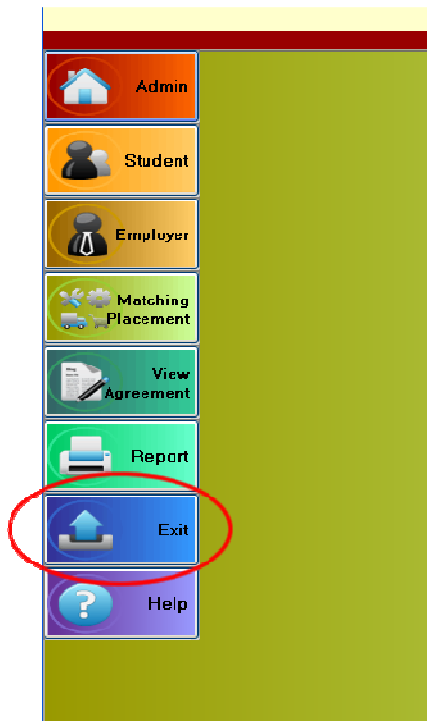 Admin
Student
Employer
Matching
Placement
View
Agreement
Report
Exit
Help